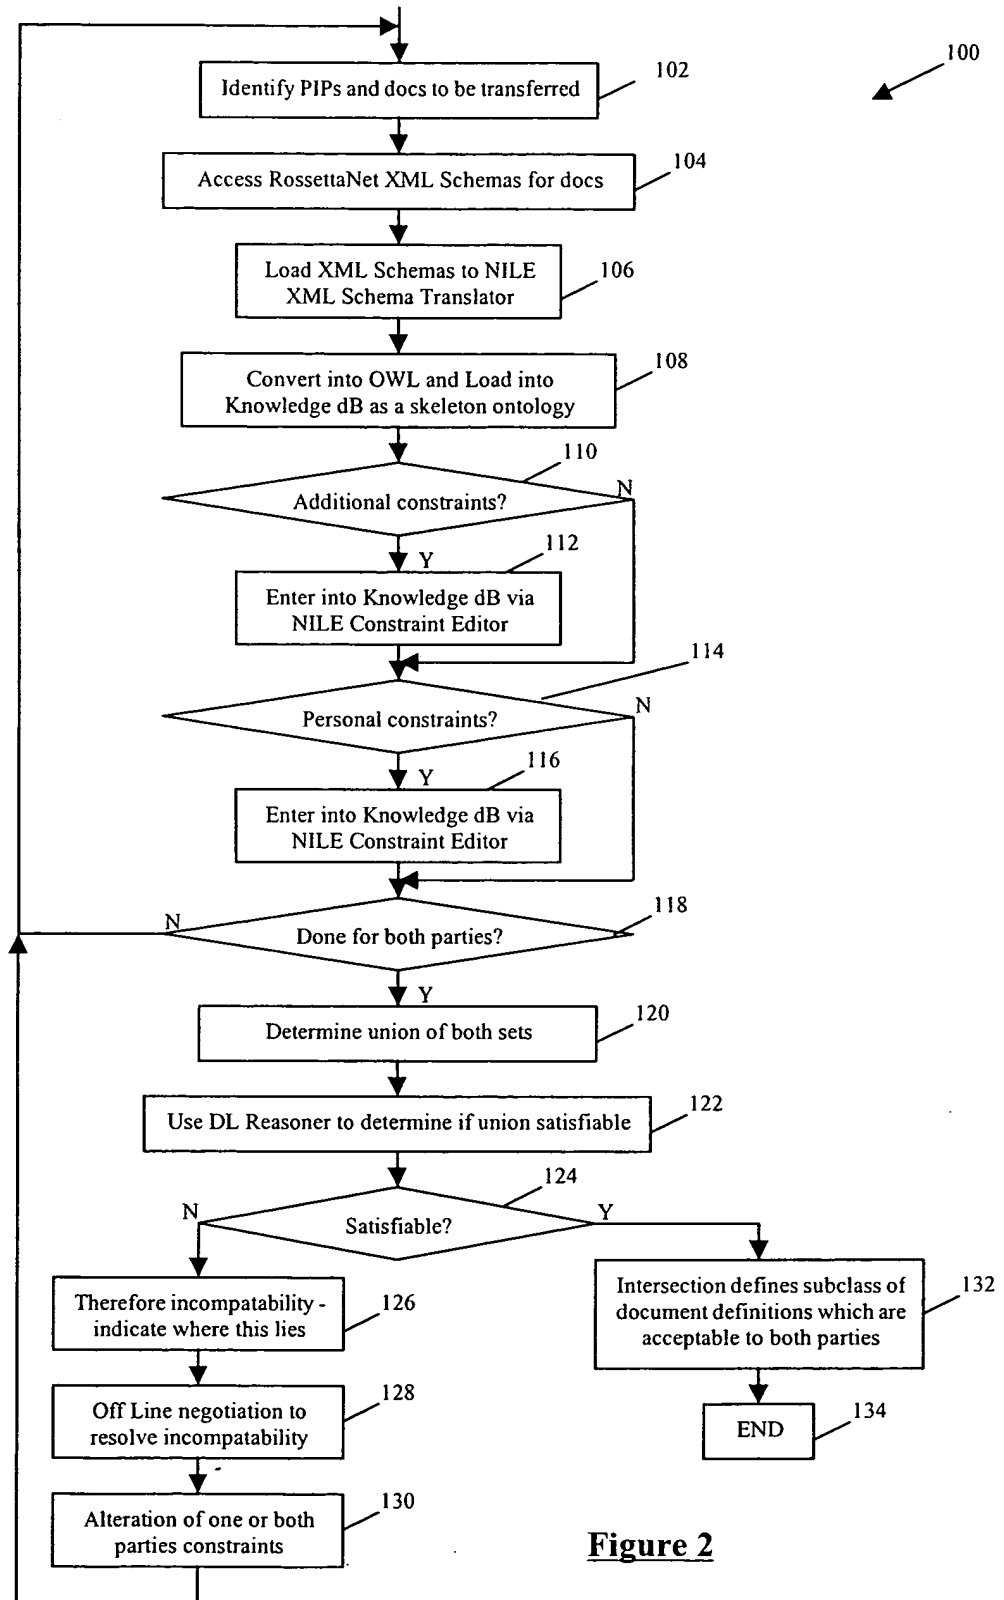 100
Identify PIPs and docs to be transferred
102
Access RossettaNet XML Schemas for docs
104
Load XML Schemas to NILE
XML Schema Translator
106
Convert into OWL and Load into
Knowledge dB as a skeleton ontology
108
110
Additional constraints?
N
Y
112
Enter into Knowledge dB via
NILE Constraint Editor
114
Personal constraints?
N
Y
116
Enter into Knowledge dB via
NILE Constraint Editor
118
N
Done for both parties?
Y
Determine union of both sets
120
Use DL Reasoner to determine if union satisfiable
122
124
N
Satisfiable?
Y
Therefore incompatability -
indicate where this lies
126
Intersection defines subclass of
document definitions which are
acceptable to both parties
132
Off Line negotiation to
resolve incompatability
128
END
134
Alteration of one or both
parties constraints
130
Figure 2